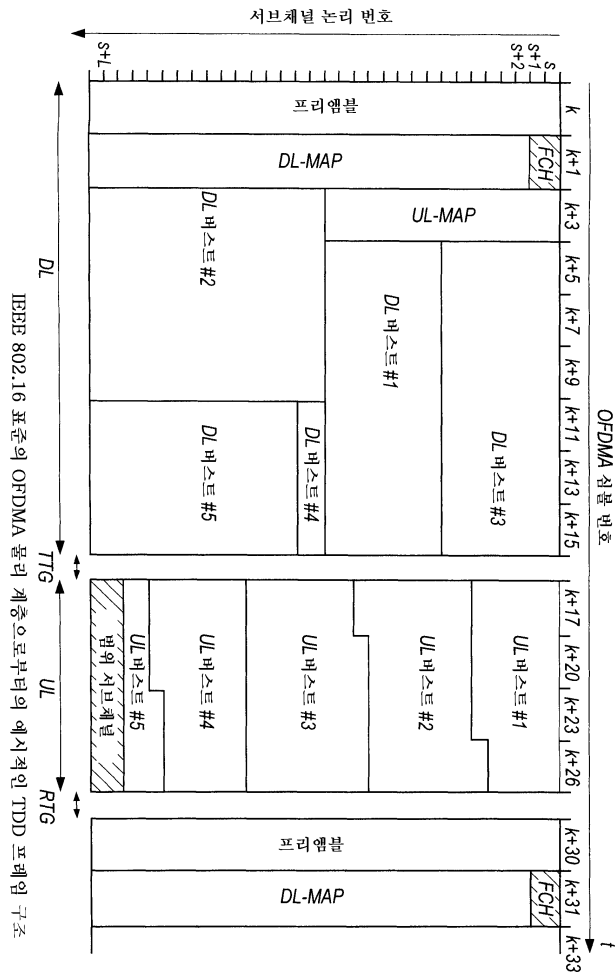 OFDMA 심볼 번호
k
k+1
k+3
k+5
k+7
k+9
k+11
k+13
k+15
k+17
k+20
k+23
k+26
k+30
k+31
k+33
t
서브채널 논리 번호
s
s+1
s+2
s+L
프리앰블
FCH
DL-MAP
UL-MAP
DL 버스트 #3
DL 버스트 #1
DL 버스트 #2
DL 버스트 #4
DL 버스트 #5
UL 버스트 #1
UL 버스트 #2
UL 버스트 #3
UL 버스트 #4
UL 버스트 #5
범위 서브채널
프리앰블
FCH
DL-MAP
DL
TTG
UL
RTG
IEEE 802.16 표준의 OFDMA 물리 계층으로부터의 예시적인 TDD 프레임 구조